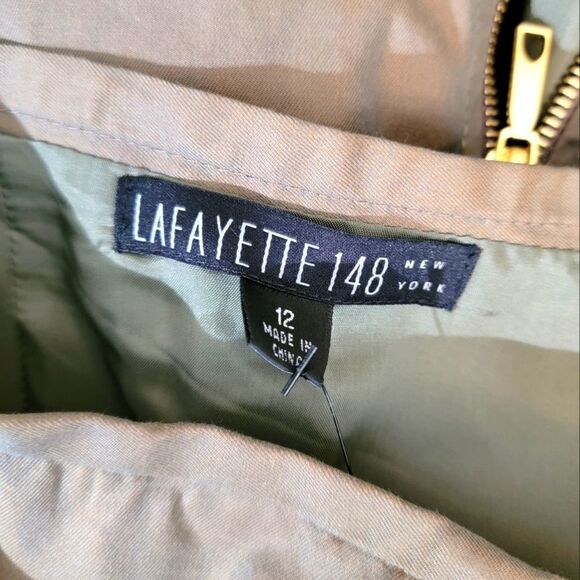 LAFAYETTE 148 NEW YORK
12
MADE IN
CHINA